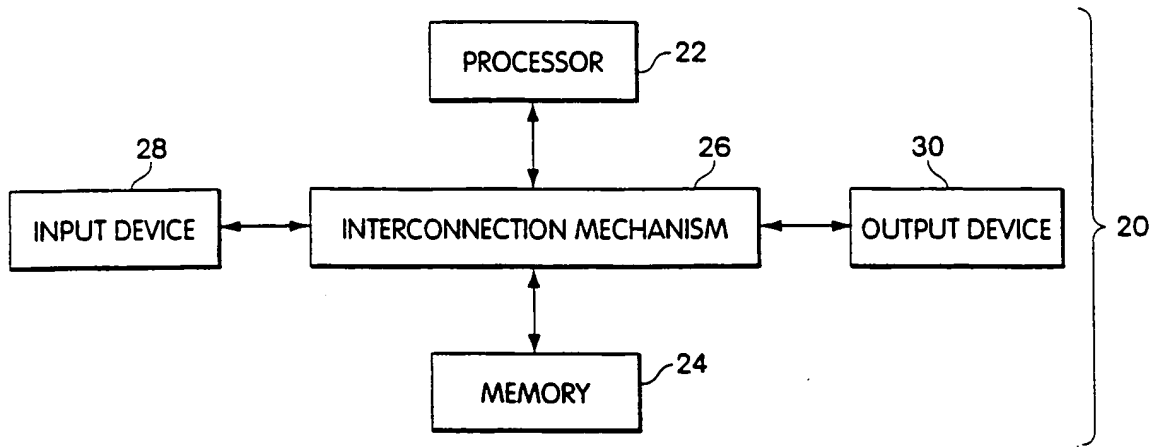 PROCESSOR
22
28
26
30
INPUT DEVICE
INTERCONNECTION MECHANISM
OUTPUT DEVICE
20
MEMORY
24